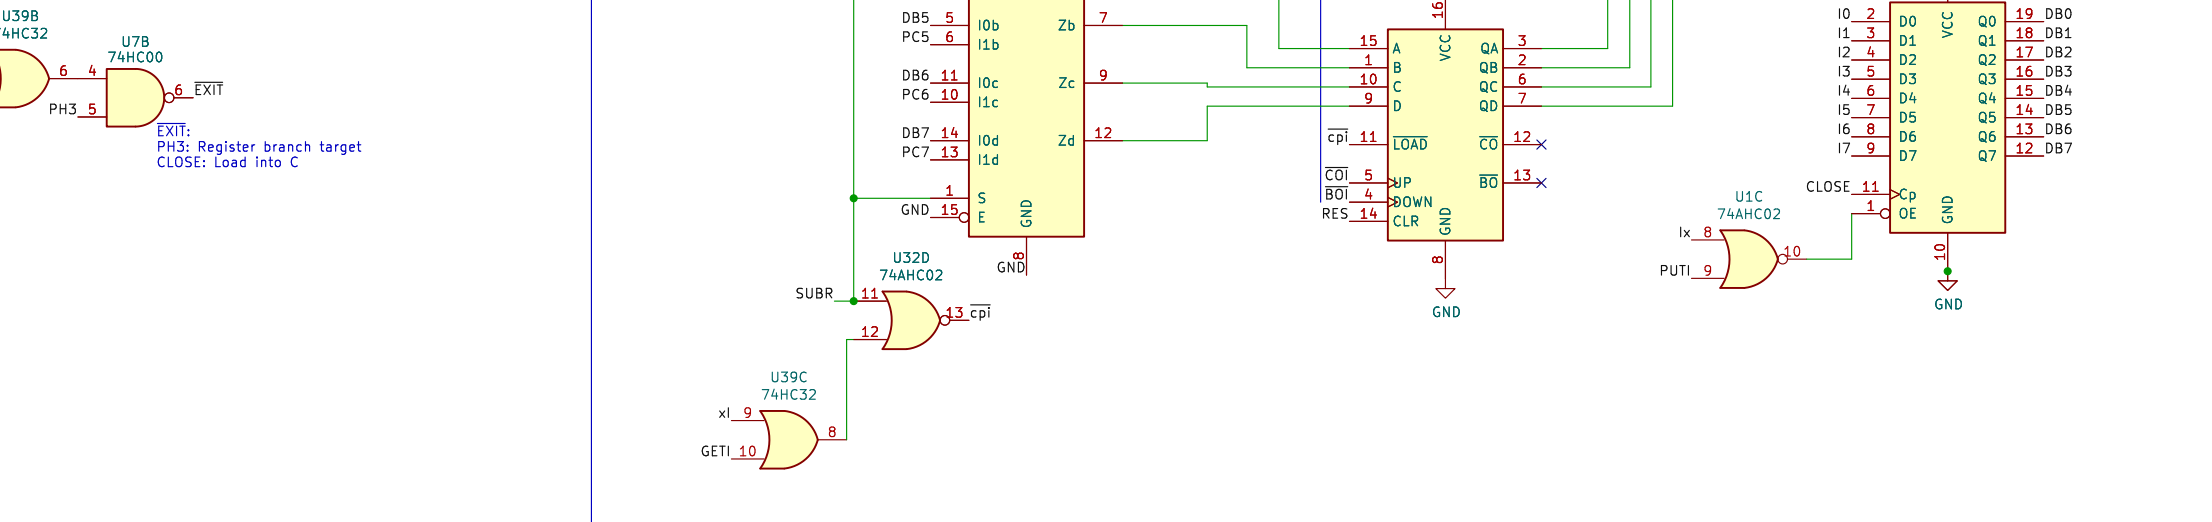 U39B
74HC32
6
4
PH3
5
U7B
74HC00
6
EXIT
EXIT:
PH3: Register branch target
CLOSE: Load into C
DB5 5 I0b
PC5 6 I1b
DB6 11 I0c
PC6 10 I1c
DB7 14 I0d
PC7 13 I1d
1 S
GND 15 E
Zb 7
Zc 9
Zd 12
GND
8
GND
U32D
74AHC02
SUBR
11
12
13
cpi
U39C
74HC32
xI 9
GETI 10
8
16
VCC
15 A
1 B
10 C
9 D
cpi 11 LOAD
COI 5 UP
BOI 4 DOWN
RES 14 CLR
QA 3
QB 2
QC 6
QD 7
CO 12
BO 13
GND
8
GND
U1C
74AHC02
Ix 8
PUTI 9
10
VCC
I0 2 D0
I1 3 D1
I2 4 D2
I3 5 D3
I4 6 D4
I5 7 D5
I6 8 D6
I7 9 D7
CLOSE 11 Cp
1 OE
Q0 19 DB0
Q1 18 DB1
Q2 17 DB2
Q3 16 DB3
Q4 15 DB4
Q5 14 DB5
Q6 13 DB6
Q7 12 DB7
GND
10
GND